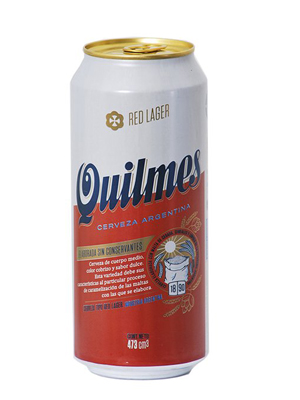 RED LAGER
Quilmes
CERVEZA ARGENTINA
ELABORADA SIN CONSERVANTES
Cerveza de cuerpo medio,
color cobrizo y sabor dulce.
Esta variedad debe sus
características al particular proceso
de caramelización de las maltas
con las que se elabora.
18 90
473 cm³